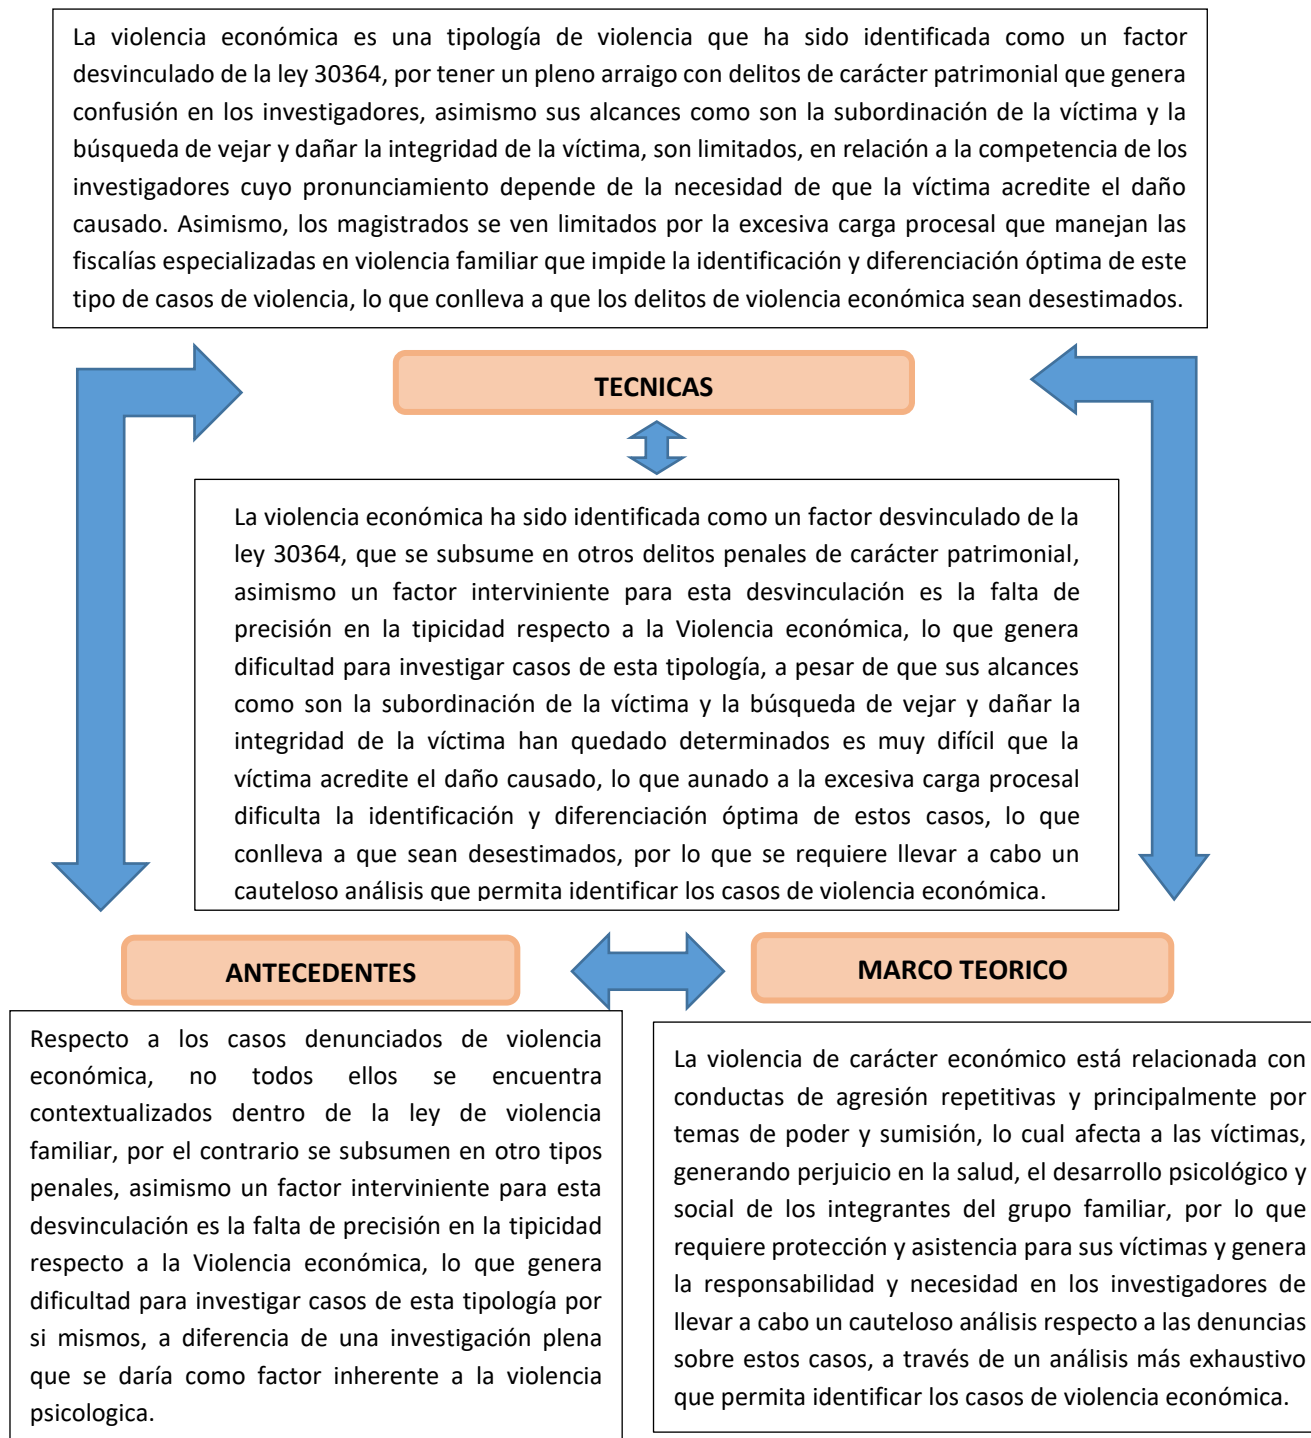 La violencia económica es una tipología de violencia que ha sido identificada como un factor
desvinculado de la ley 30364, por tener un pleno arraigo con delitos de carácter patrimonial que genera
confusión en los investigadores, asimismo sus alcances como son la subordinación de la víctima y la
búsqueda de vejar y dañar la integridad de la víctima, son limitados, en relación a la competencia de los
investigadores cuyo pronunciamiento depende de la necesidad de que la víctima acredite el daño
causado. Asimismo, los magistrados se ven limitados por la excesiva carga procesal que manejan las
fiscalías especializadas en violencia familiar que impide la identificación y diferenciación óptima de este
tipo de casos de violencia, lo que conlleva a que los delitos de violencia económica sean desestimados.
TECNICAS
La violencia económica ha sido identificada como un factor desvinculado de la
ley 30364, que se subsume en otros delitos penales de carácter patrimonial,
asimismo un factor interviniente para esta desvinculación es la falta de
precisión en la tipicidad respecto a la Violencia económica, lo que genera
dificultad para investigar casos de esta tipología, a pesar de que sus alcances
como son la subordinación de la víctima y la búsqueda de vejar y dañar la
integridad de la víctima han quedado determinados es muy difícil que la
víctima acredite el daño causado, lo que aunado a la excesiva carga procesal
dificulta la identificación y diferenciación óptima de estos casos, lo que
conlleva a que sean desestimados, por lo que se requiere llevar a cabo un
cauteloso análisis que permita identificar los casos de violencia económica.
ANTECEDENTES
Respecto a los casos denunciados de violencia
económica, no todos ellos se encuentra
contextualizados dentro de la ley de violencia
familiar, por el contrario se subsumen en otro tipos
penales, asimismo un factor interviniente para esta
desvinculación es la falta de precisión en la tipicidad
respecto a la Violencia económica, lo que genera
dificultad para investigar casos de esta tipología por
si mismos, a diferencia de una investigación plena
que se daría como factor inherente a la violencia
psicologica.
MARCO TEORICO
La violencia de carácter económico está relacionada con
conductas de agresión repetitivas y principalmente por
temas de poder y sumisión, lo cual afecta a las víctimas,
generando perjuicio en la salud, el desarrollo psicológico y
social de los integrantes del grupo familiar, por lo que
requiere protección y asistencia para sus víctimas y genera
la responsabilidad y necesidad en los investigadores de
llevar a cabo un cauteloso análisis respecto a las denuncias
sobre estos casos, a través de un análisis más exhaustivo
que permita identificar los casos de violencia económica.